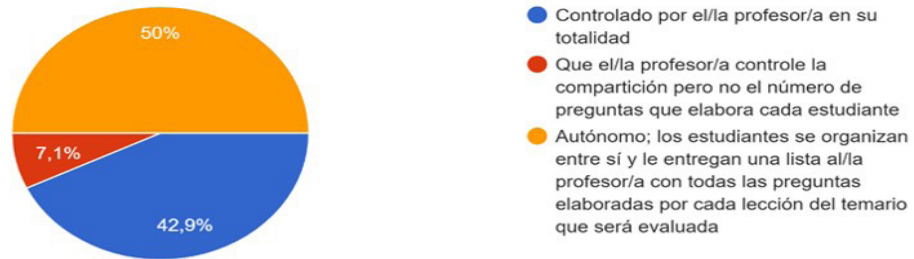 50%
7,1%
42,9%
Controlado por el/la profesor/a en su
totalidad
Que el/la profesor/a controle la
compartición pero no el número de
preguntas que elabora cada estudiante
Autónomo; los estudiantes se organizan
entre sí y le entregan una lista al/la
profesor/a con todas las preguntas
elaboradas por cada lección del temario
que será evaluada